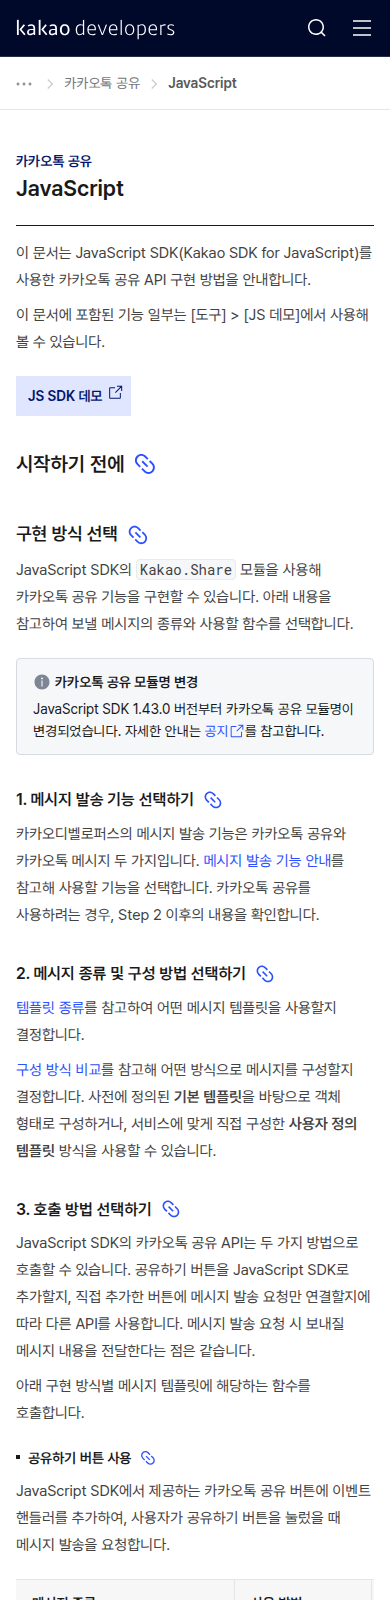 kakao developers
··· 카카오톡 공유 JavaScript
카카오톡 공유
JavaScript
이 문서는 JavaScript SDK(Kakao SDK for JavaScript)를
사용한 카카오톡 공유 API 구현 방법을 안내합니다.
이 문서에 포함된 기능 일부는 [도구] > [JS 데모]에서 사용해
볼 수 있습니다.
JS SDK 데모
시작하기 전에
구현 방식 선택
JavaScript SDK의 Kakao.Share 모듈을 사용해
카카오톡 공유 기능을 구현할 수 있습니다. 아래 내용을
참고하여 보낼 메시지의 종류와 사용할 함수를 선택합니다.
카카오톡 공유 모듈명 변경
JavaScript SDK 1.43.0 버전부터 카카오톡 공유 모듈명이
변경되었습니다. 자세한 안내는 공지를 참고합니다.
1. 메시지 발송 기능 선택하기
카카오디벨로퍼스의 메시지 발송 기능은 카카오톡 공유와
카카오톡 메시지 두 가지입니다. 메시지 발송 기능 안내를
참고해 사용할 기능을 선택합니다. 카카오톡 공유를
사용하려는 경우, Step 2 이후의 내용을 확인합니다.
2. 메시지 종류 및 구성 방법 선택하기
템플릿 종류를 참고하여 어떤 메시지 템플릿을 사용할지
결정합니다.
구성 방식 비교를 참고해 어떤 방식으로 메시지를 구성할지
결정합니다. 사전에 정의된 기본 템플릿을 바탕으로 객체
형태로 구성하거나, 서비스에 맞게 직접 구성한 사용자 정의
템플릿 방식을 사용할 수 있습니다.
3. 호출 방법 선택하기
JavaScript SDK의 카카오톡 공유 API는 두 가지 방법으로
호출할 수 있습니다. 공유하기 버튼을 JavaScript SDK로
추가할지, 직접 추가한 버튼에 메시지 발송 요청만 연결할지에
따라 다른 API를 사용합니다. 메시지 발송 요청 시 보내질
메시지 내용을 전달한다는 점은 같습니다.
아래 구현 방식별 메시지 템플릿에 해당하는 함수를
호출합니다.
공유하기 버튼 사용
JavaScript SDK에서 제공하는 카카오톡 공유 버튼에 이벤트
핸들러를 추가하여, 사용자가 공유하기 버튼을 눌렀을 때
메시지 발송을 요청합니다.